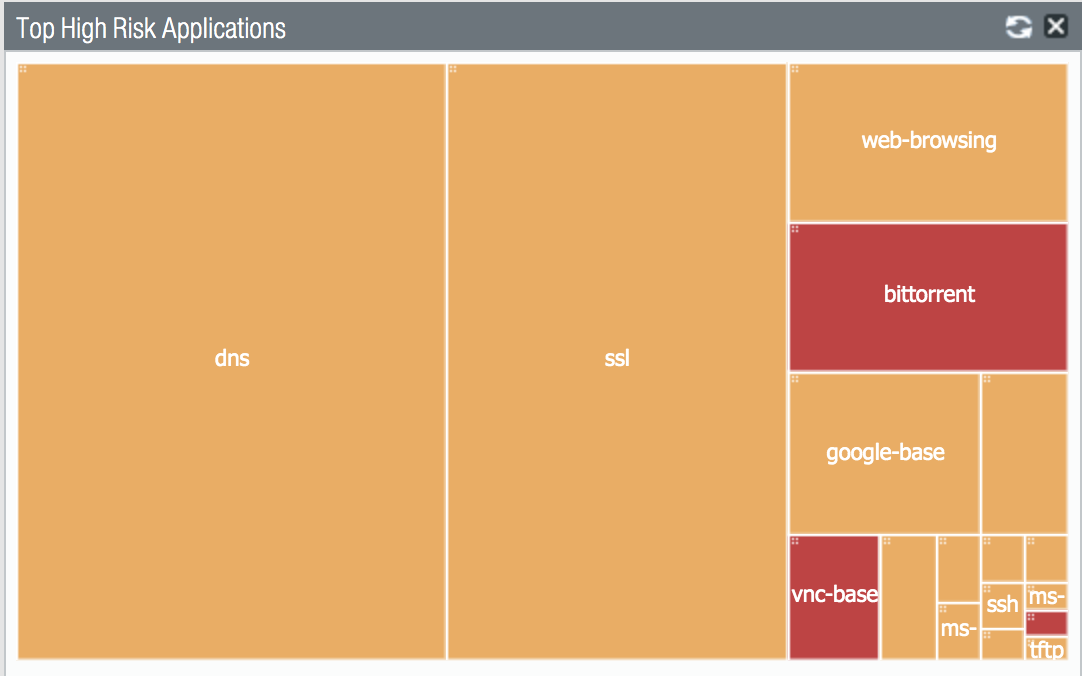 Top High Risk Applications
web-browsing
bittorrent
dns
ssl
google-base
vnc-base
ssh
ms-
ms-
tftp